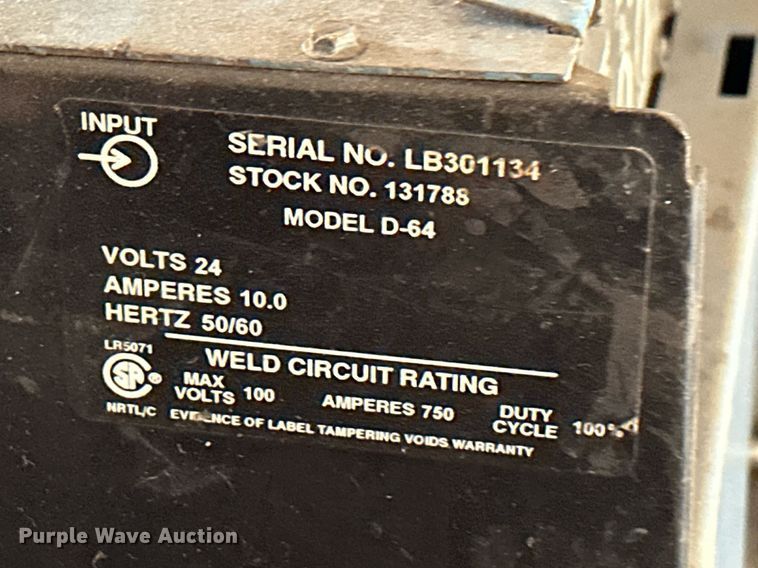 INPUT
SERIAL NO. LB301134
STOCK NO. 131788
MODEL D-64
VOLTS 24
AMPERES 10.0
HERTZ 50/60
LR5071
WELD CIRCUIT RATING
MAX VOLTS 100 AMPERES 750 DUTY CYCLE 100%
NRTL/C EVIDENCE OF LABEL TAMPERING VOIDS WARRANTY
Purple Wave Auction